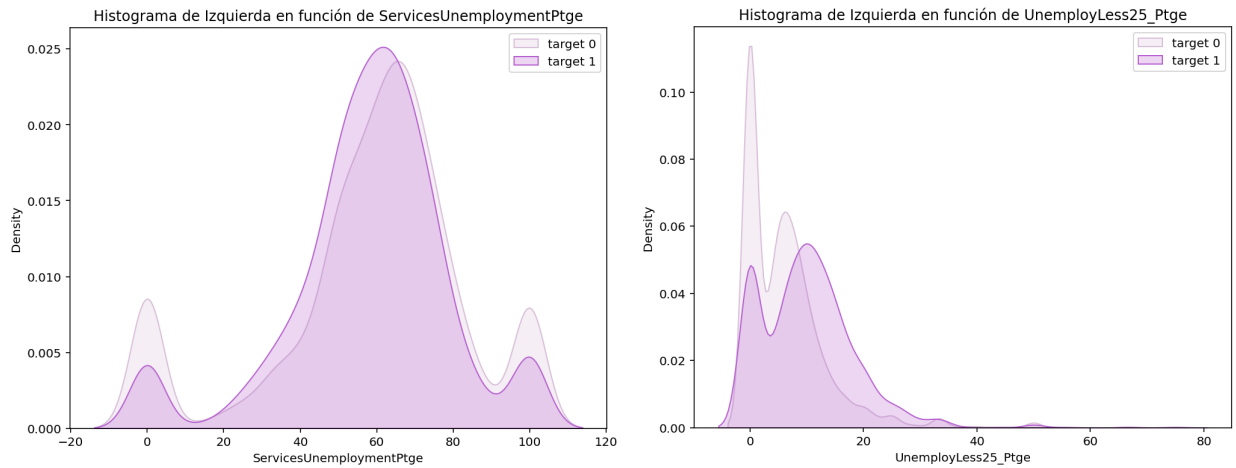 Histograma de Izquierda en función de ServicesUnemploymentPtge
target 0
target 1
0.025
0.020
0.015
0.010
0.005
0.000
Density
−20 0 20 40 60 80 100 120
ServicesUnemploymentPtge
Histograma de Izquierda en función de UnemployLess25_Ptge
target 0
target 1
0.10
0.08
0.06
0.04
0.02
0.00
Density
0 20 40 60 80
UnemployLess25_Ptge